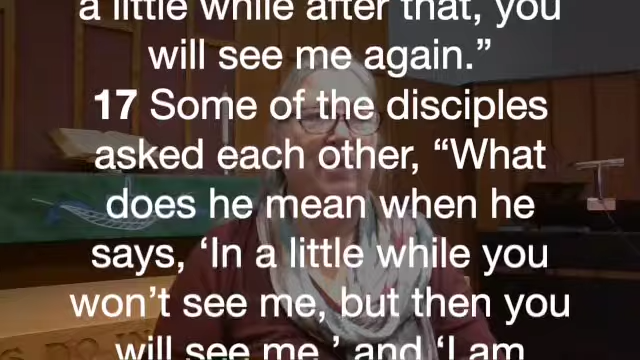 a little while after that, you
will see me again.”
17 Some of the disciples
asked each other, “What
does he mean when he
says, ‘In a little while you
won’t see me, but then you
will see me,’ and ‘I am